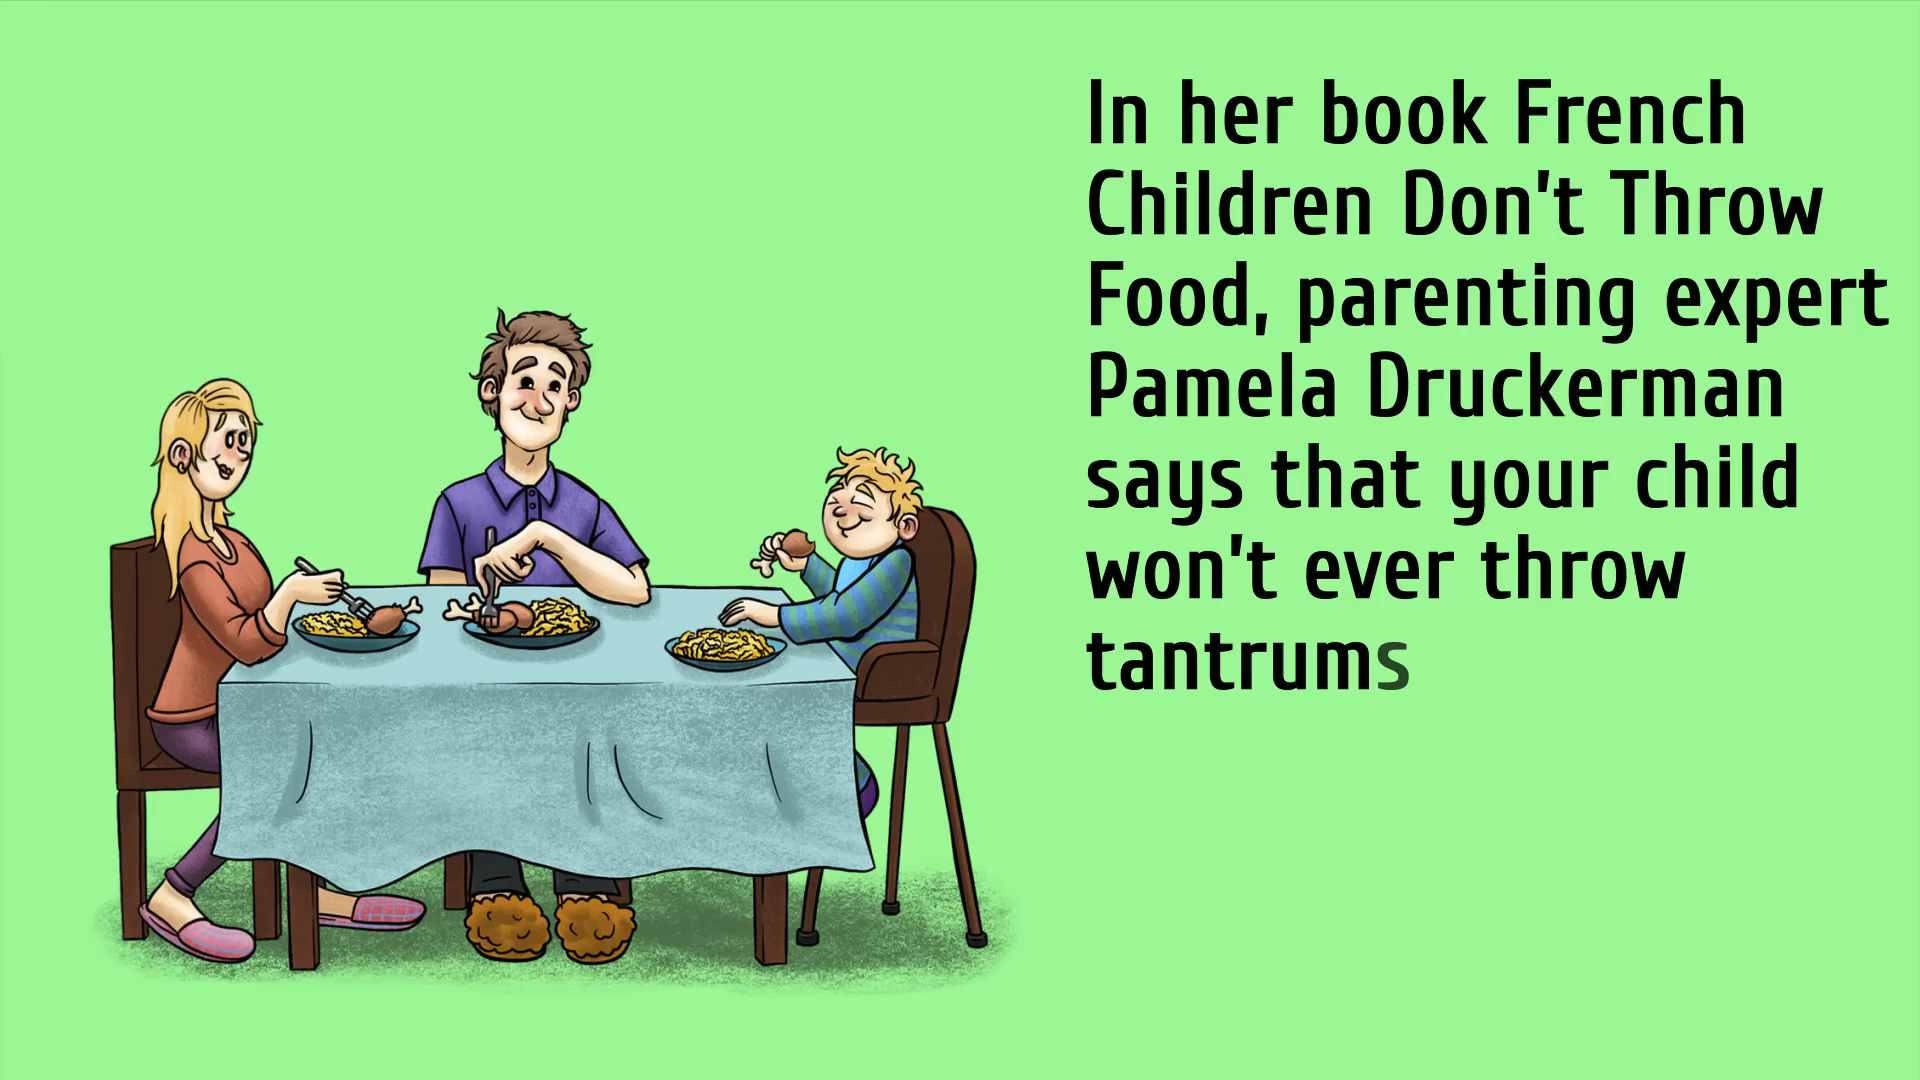 In her book French
Children Don't Throw
Food, parenting expert
Pamela Druckerman
says that your child
won't ever throw
tantrums